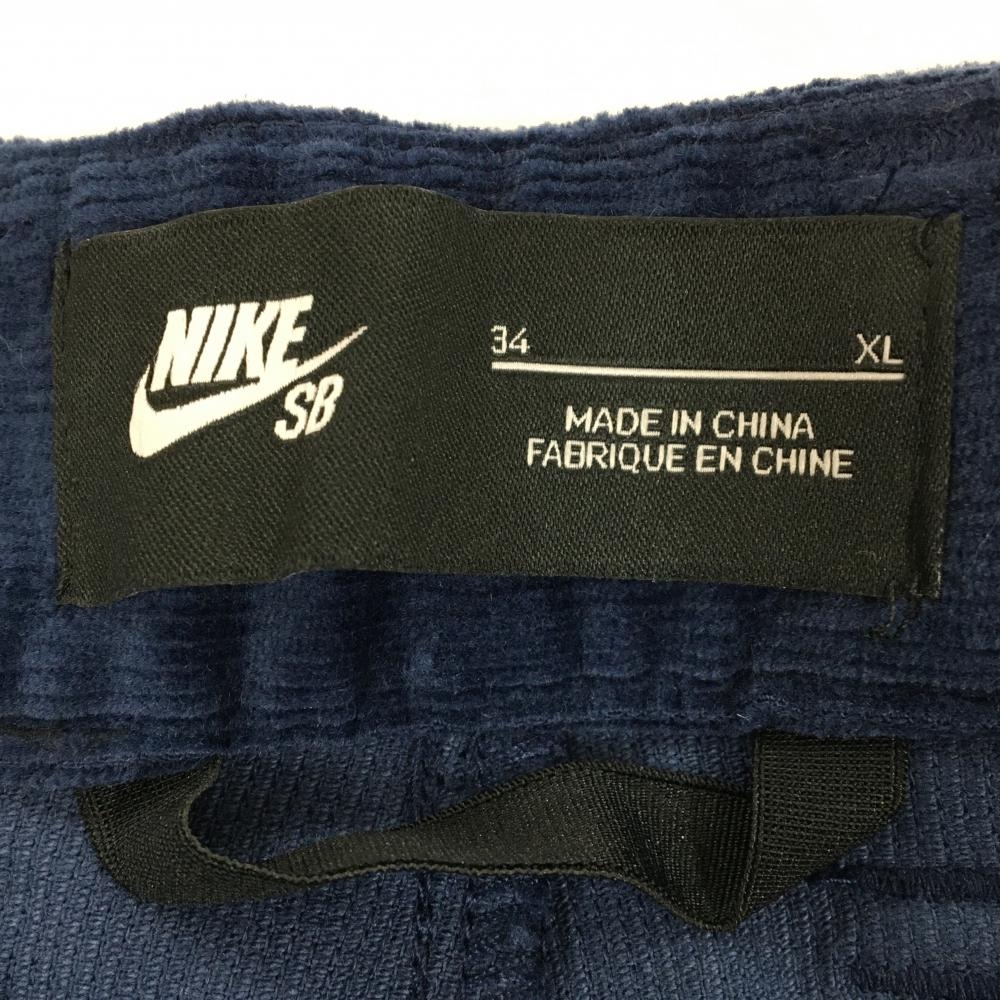 NIKE
SB
34 XL
MADE IN CHINA
FABRIQUE EN CHINE